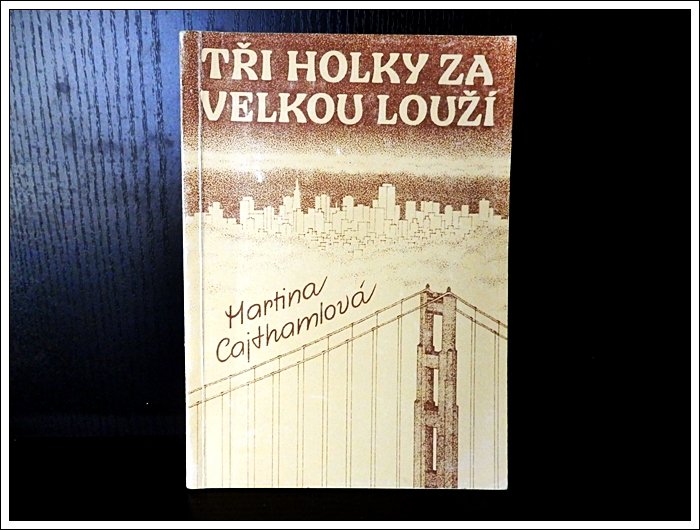 TŘI HOLKY ZA
VELKOU LOUŽÍ
Martina
Cajthamlová